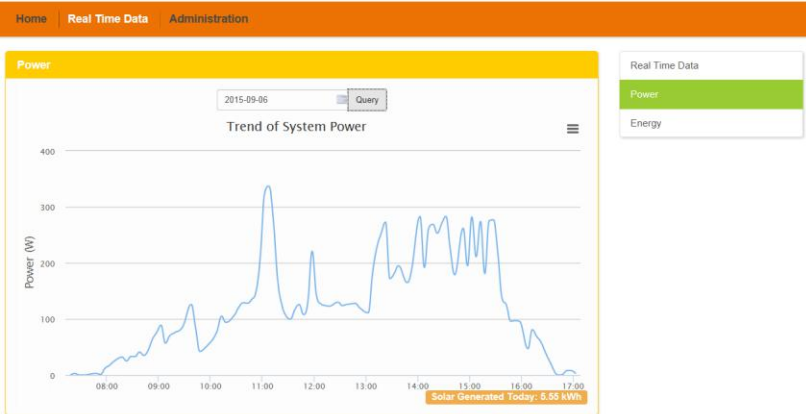 Home Real Time Data Administration
Power
Real Time Data
Power
Energy
2015-09-06 Query
Trend of System Power
Power (W)
400
300
200
100
0
08:00 09:00 10:00 11:00 12:00 13:00 14:00 15:00 16:00 17:00
Solar Generated Today: 5.55 kWh